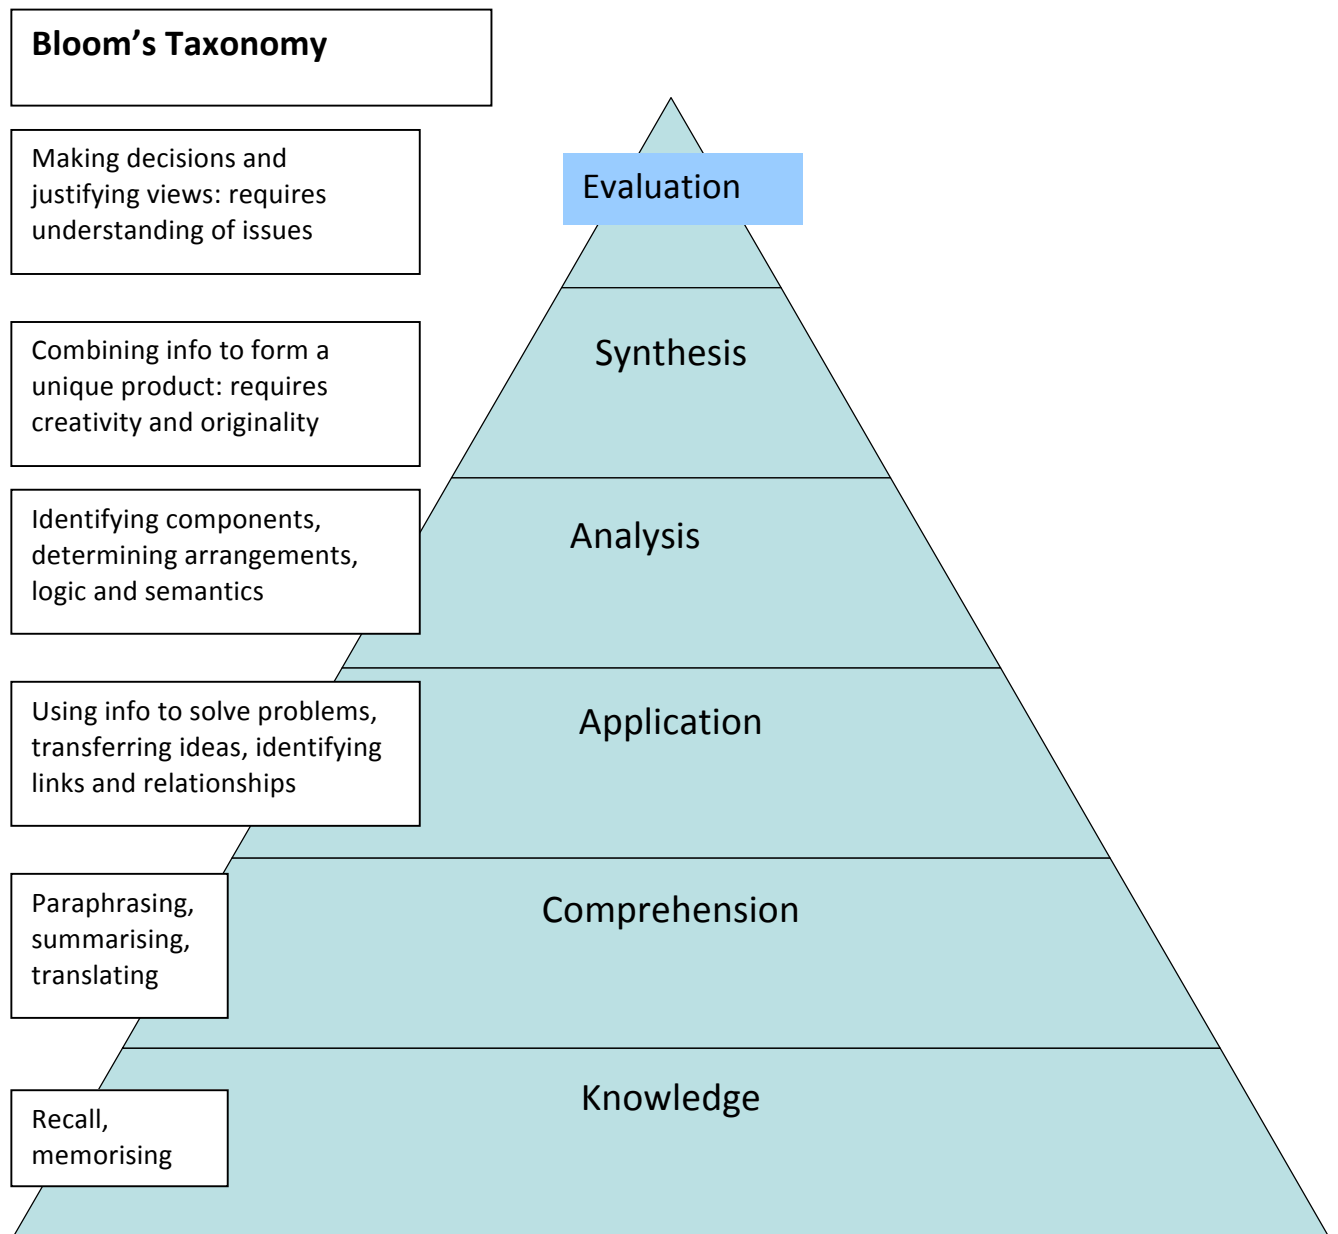 Bloom’s Taxonomy
Making decisions and
justifying views: requires
understanding of issues
Evaluation
Combining info to form a
unique product: requires
creativity and originality
Synthesis
Identifying components,
determining arrangements,
logic and semantics
Analysis
Using info to solve problems,
transferring ideas, identifying
links and relationships
Application
Paraphrasing,
summarising,
translating
Comprehension
Recall,
memorising
Knowledge